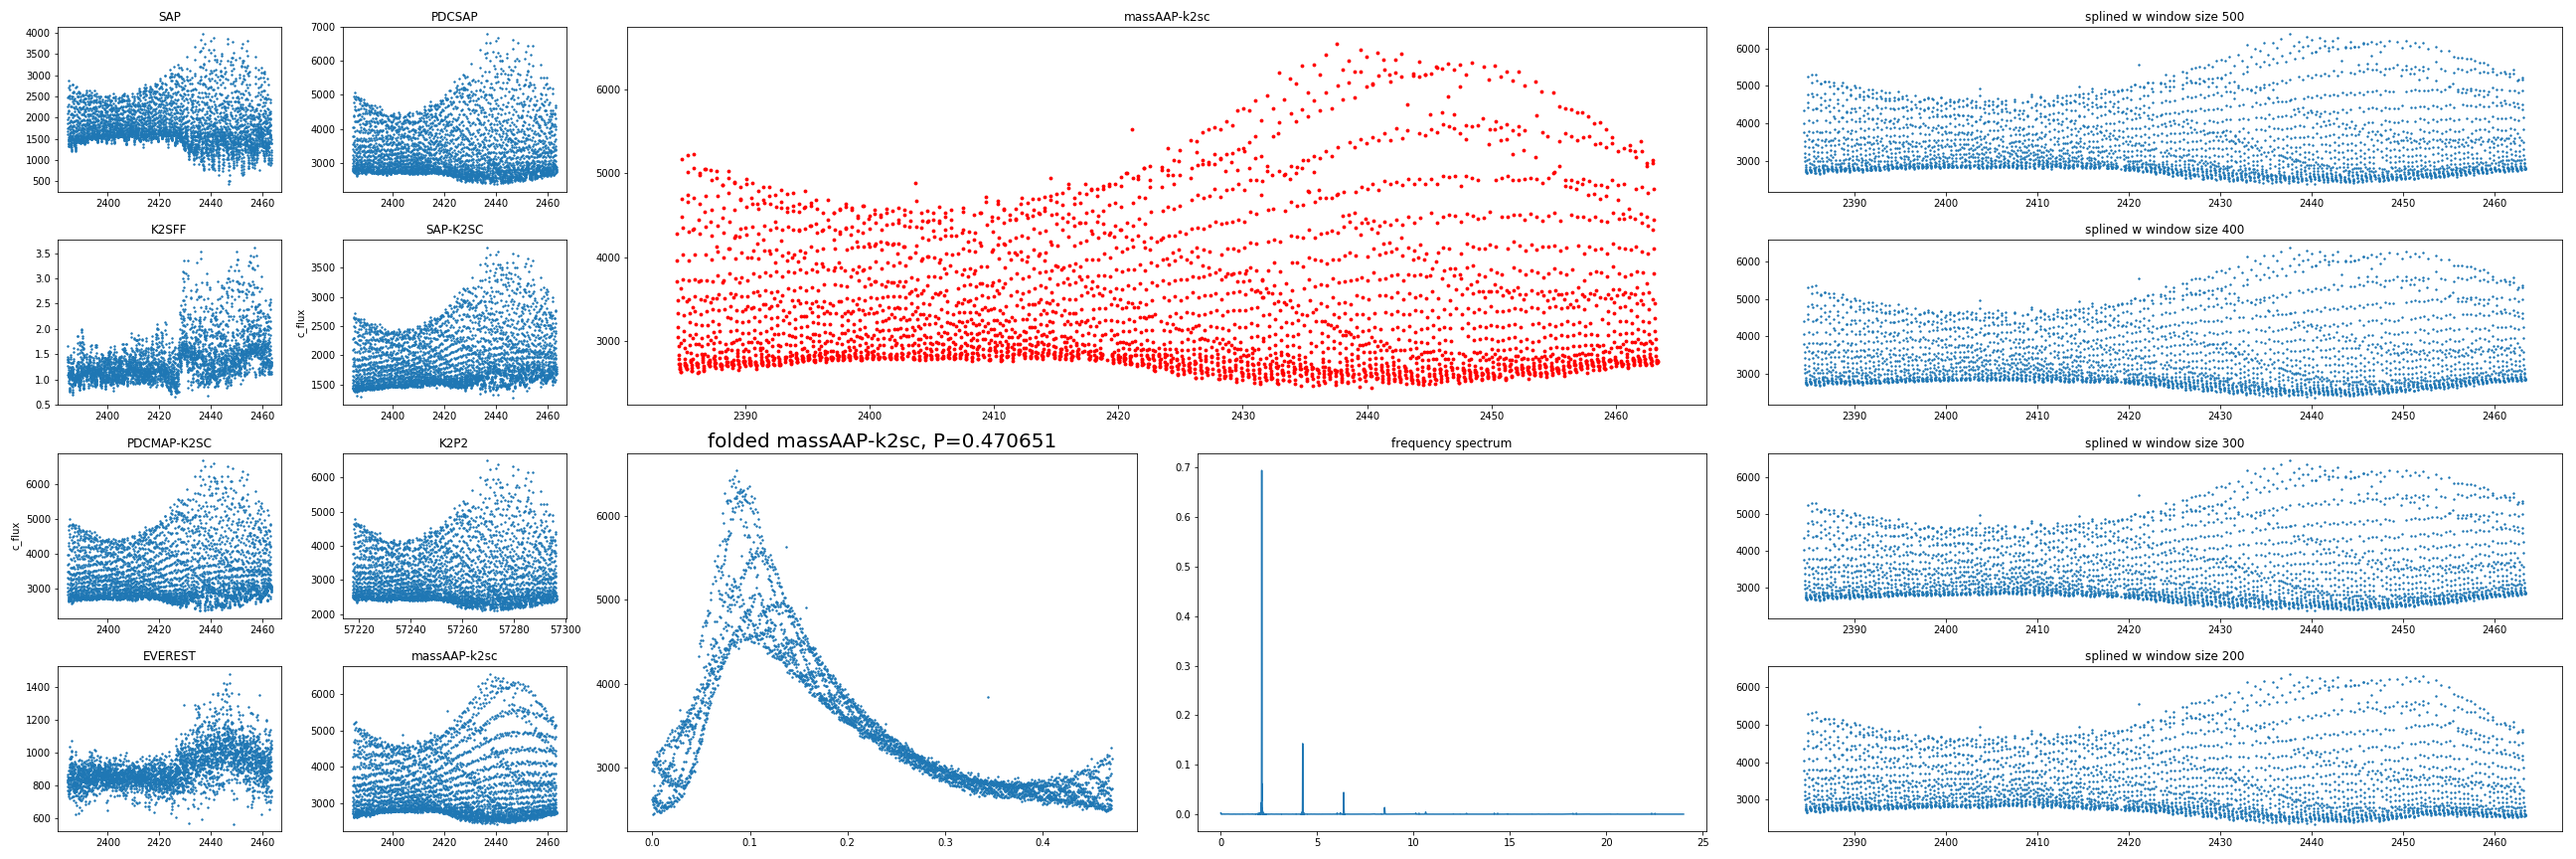 SAP
4000
3500
3000
2500
2000
1500
1000
500
2400 2420 2440 2460
PDCSAP
7000
6000
5000
4000
3000
2400 2420 2440 2460
massAAP-k2sc
6000
5000
4000
3000
2390 2400 2410 2420 2430 2440 2450 2460
splined w window size 500
6000
5000
4000
3000
2390 2400 2410 2420 2430 2440 2450 2460
K2SFF
3.5
3.0
2.5
2.0
1.5
1.0
0.5
2400 2420 2440 2460
SAP-K2SC
c_flux
3500
3000
2500
2000
1500
2400 2420 2440 2460
splined w window size 400
6000
5000
4000
3000
2390 2400 2410 2420 2430 2440 2450 2460
PDCMAP-K2SC
c_flux
6000
5000
4000
3000
2400 2420 2440 2460
K2P2
6000
5000
4000
3000
2000
57220 57240 57260 57280 57300
folded massAAP-k2sc, P=0.470651
6000
5000
4000
3000
0.0 0.1 0.2 0.3 0.4
frequency spectrum
0.7
0.6
0.5
0.4
0.3
0.2
0.1
0.0
0 5 10 15 20 25
splined w window size 300
6000
5000
4000
3000
2390 2400 2410 2420 2430 2440 2450 2460
EVEREST
1400
1200
1000
800
600
2400 2420 2440 2460
massAAP-k2sc
6000
5000
4000
3000
2400 2420 2440 2460
splined w window size 200
6000
5000
4000
3000
2390 2400 2410 2420 2430 2440 2450 2460